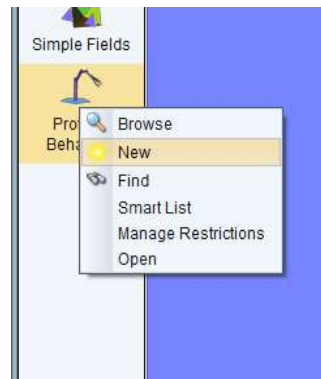 Simple Fields
Browse
New
Find
Smart List
Manage Restrictions
Open